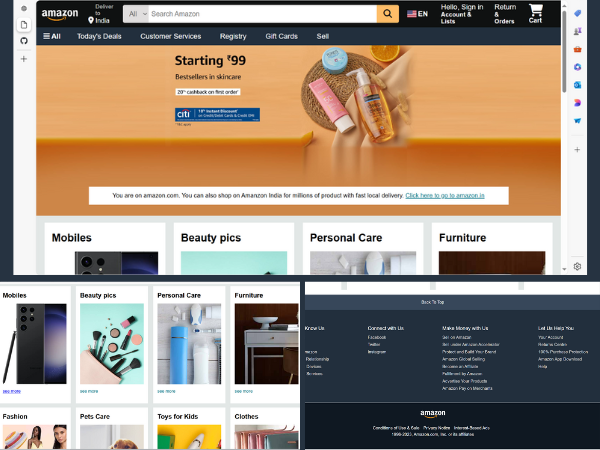 amazon
Deliver
to
India
All
Search Amazon
EN
Hello, Sign in
Account &
Lists
Return
&
Orders
Cart
All
Today's Deals
Customer Services
Registry
Gift Cards
Sell
Starting ₹99
Bestsellers in skincare
20% cashback on first order*
citi
10% Instant Discount*
on Credit/Debit Cards & Credit EMI
You are on amazon.com. You can also shop on Amanzon India for millions of product with fast local delivery. Click here to go to amazon.in
Mobiles
Beauty pics
Personal Care
Furniture
Mobiles
Beauty pics
Personal Care
Furniture
see more
see more
see more
see more
Fashion
Pets Care
Toys for Kids
Clothes
Back To Top
Know Us
Relationship
Devices
Connect with Us
Facebook
Twitter
Instagram
Make Money with Us
Sell on Amazon
Sell under Amazon Accelerator
Protect and Build Your Brand
Amazon Global Selling
Become an Affiliate
Fulfilment by Amazon
Advertise Your Products
Amazon Pay on Merchants
Let Us Help You
Your Account
Returns Centre
100% Purchase Protection
Amazon App Download
Help
amazon
Conditions of Use & Sale Privacy Notice Interest-Based Ads
1996-2023, Amazon.com, Inc. or its affiliates